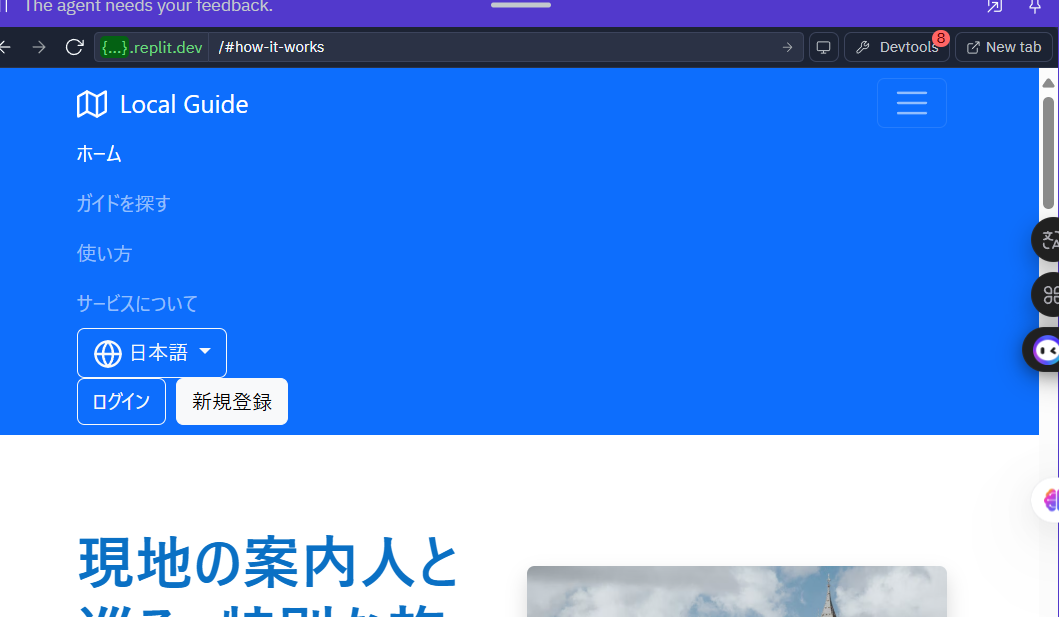 The agent needs your feedback.
{...}.replit.dev /#how-it-works Devtools 8 New tab
Local Guide
ホーム
ガイドを探す
使い方
サービスについて
日本語
ログイン 新規登録
現地の案内人と